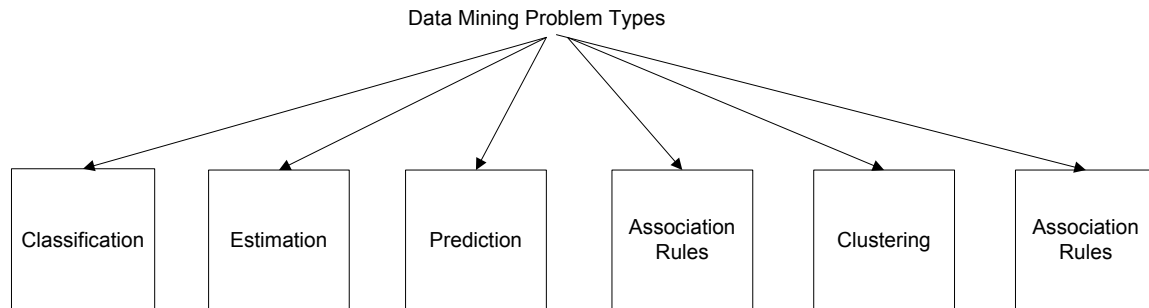 Data Mining Problem Types
Classification
Estimation
Prediction
Association
Rules
Clustering
Association
Rules